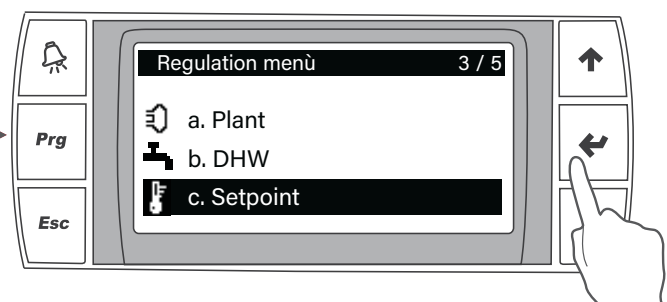 Regulation menù 3 / 5
a. Plant
Prg
b. DHW
c. Setpoint
Esc